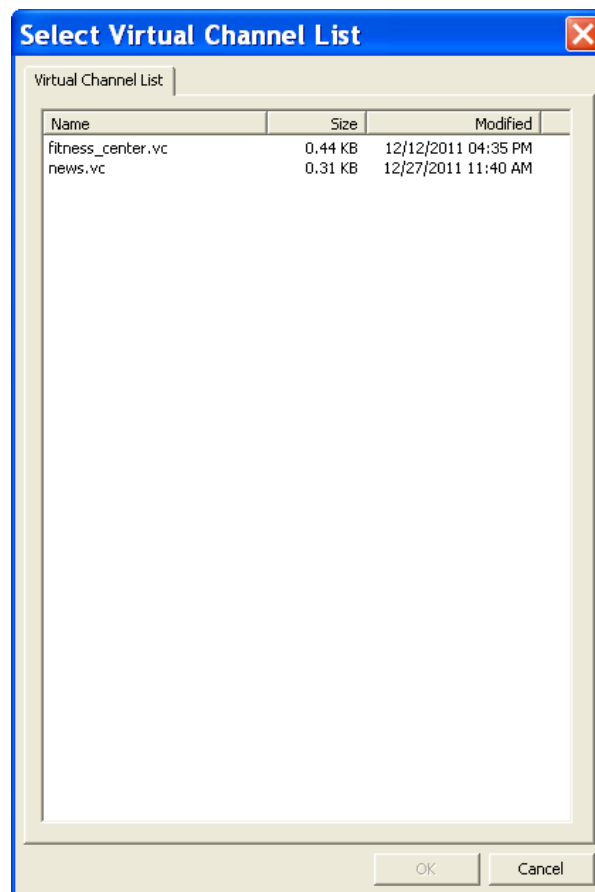 Select Virtual Channel List
Virtual Channel List
Name Size Modified
fitness_center.vc 0.44 KB 12/12/2011 04:35 PM
news.vc 0.31 KB 12/27/2011 11:40 AM
OK Cancel